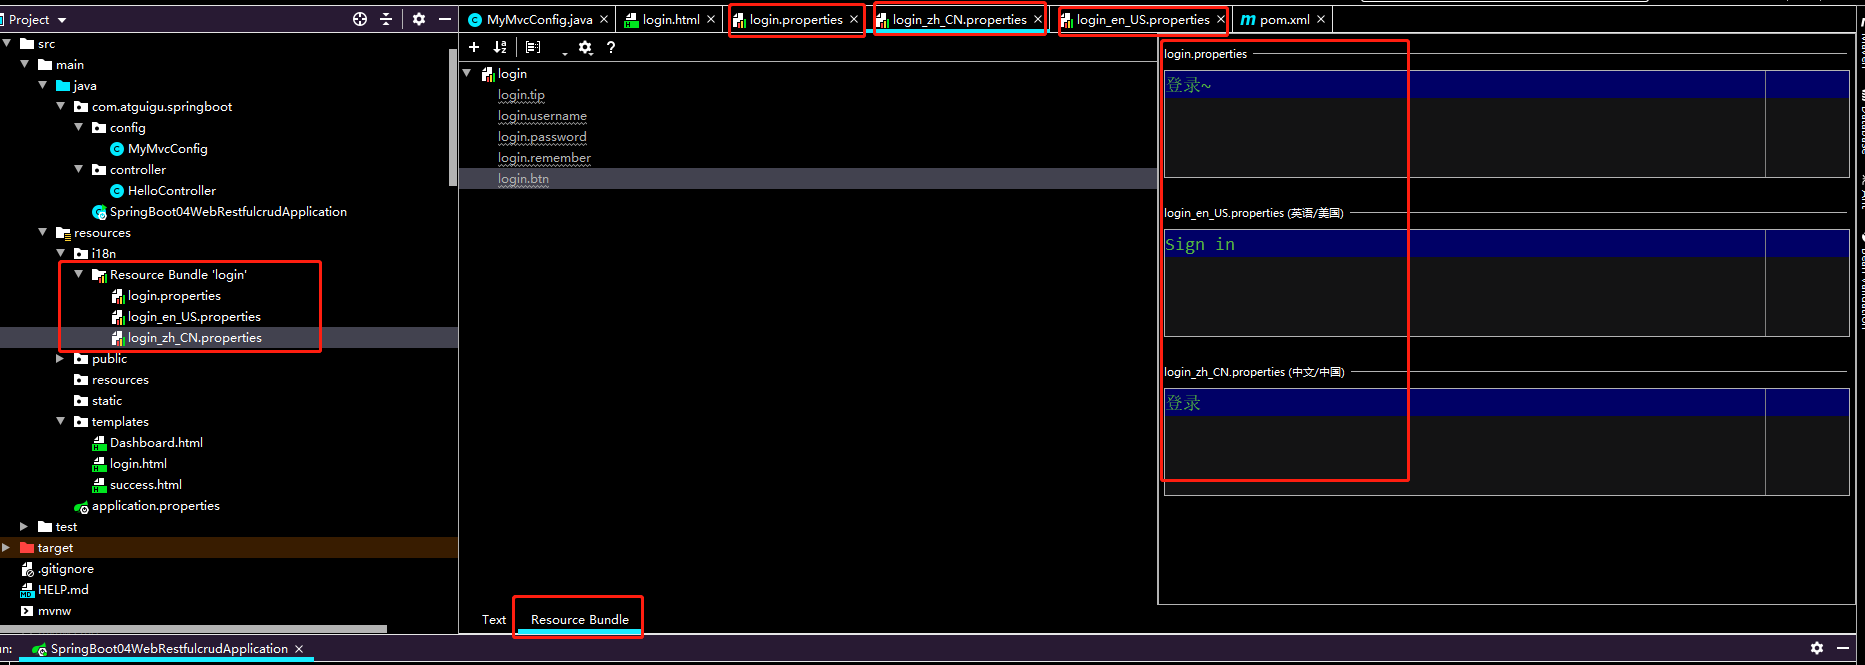 Project
MyMvcConfig.java
login.html
login.properties
login_zh_CN.properties
login_en_US.properties
pom.xml
src
main
java
com.atguigu.springboot
config
MyMvcConfig
controller
HelloController
SpringBoot04WebRestfulcrudApplication
resources
i18n
Resource Bundle 'login'
login.properties
login_en_US.properties
login_zh_CN.properties
public
resources
static
templates
Dashboard.html
login.html
success.html
application.properties
test
target
.gitignore
HELP.md
mvnw
login
login.tip
login.username
login.password
login.remember
login.btn
Text
Resource Bundle
login.properties
登录~
login_en_US.properties (英语/美国)
Sign in
login_zh_CN.properties (中文/中国)
登录
SpringBoot04WebRestfulcrudApplication